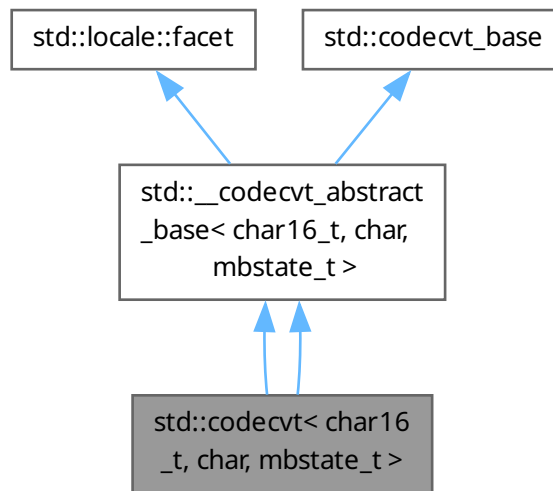 std::locale::facet
std::codecvt_base
std::__codecvt_abstract
_base< char16_t, char,
mbstate_t >
std::codecvt< char16
_t, char, mbstate_t >